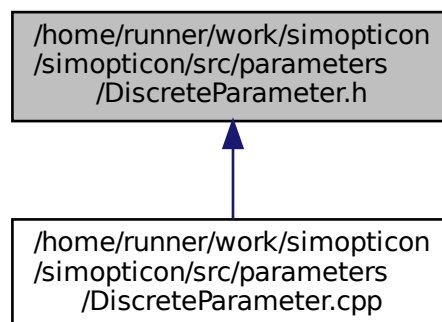 /home/runner/work/simopticon
/simopticon/src/parameters
/DiscreteParameter.h
/home/runner/work/simopticon
/simopticon/src/parameters
/DiscreteParameter.cpp